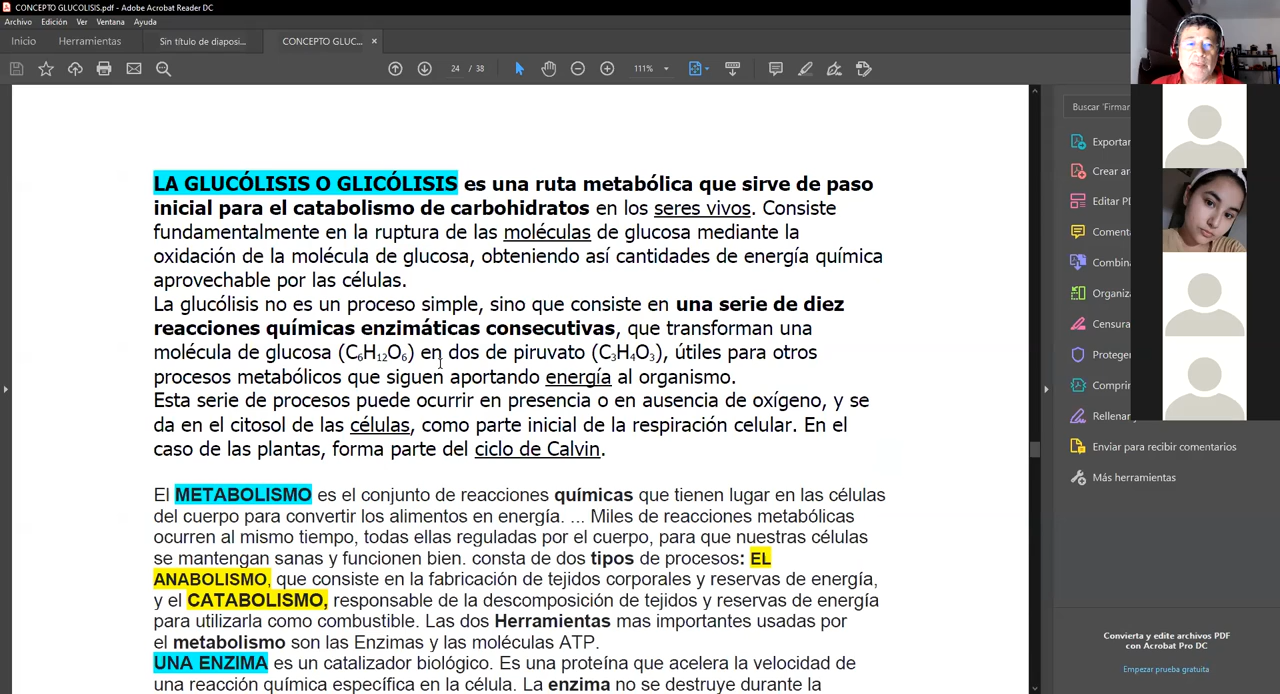 CONCEPTO GLUCOLISIS.pdf - Adobe Acrobat Reader DC
Archivo Edición Ver Ventana Ayuda
Inicio Herramientas Sin título de diaposi... CONCEPTO GLUC... ×
24 / 38 111%
LA GLUCÓLISIS O GLICÓLISIS es una ruta metabólica que sirve de paso
inicial para el catabolismo de carbohidratos en los seres vivos. Consiste
fundamentalmente en la ruptura de las moléculas de glucosa mediante la
oxidación de la molécula de glucosa, obteniendo así cantidades de energía química
aprovechable por las células.
La glucólisis no es un proceso simple, sino que consiste en una serie de diez
reacciones químicas enzimáticas consecutivas, que transforman una
molécula de glucosa (C₆H₁₂O₆) en dos de piruvato (C₃H₄O₃), útiles para otros
procesos metabólicos que siguen aportando energía al organismo.
Esta serie de procesos puede ocurrir en presencia o en ausencia de oxígeno, y se
da en el citosol de las células, como parte inicial de la respiración celular. En el
caso de las plantas, forma parte del ciclo de Calvin.
El METABOLISMO es el conjunto de reacciones químicas que tienen lugar en las células
del cuerpo para convertir los alimentos en energía. ... Miles de reacciones metabólicas
ocurren al mismo tiempo, todas ellas reguladas por el cuerpo, para que nuestras células
se mantengan sanas y funcionen bien. consta de dos tipos de procesos: EL
ANABOLISMO, que consiste en la fabricación de tejidos corporales y reservas de energía,
y el CATABOLISMO, responsable de la descomposición de tejidos y reservas de energía
para utilizarla como combustible. Las dos Herramientas mas importantes usadas por
el metabolismo son las Enzimas y las moléculas ATP.
UNA ENZIMA es un catalizador biológico. Es una proteína que acelera la velocidad de
una reacción química específica en la célula. La enzima no se destruye durante la
Buscar 'Firmar
Exportar
Crear ar
Editar PD
Comenta
Combina
Organiza
Censura
Proteger
Comprim
Rellenar
Enviar para recibir comentarios
Más herramientas
Convierta y edite archivos PDF
con Acrobat Pro DC
Empezar prueba gratuita